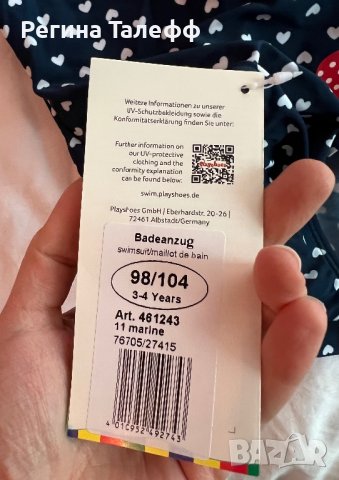 Регина Талефф
Weitere Informationen zu unserer
UV-Schutzbekleidung sowie die
Konformitätserklärung finden Sie unter:
Further information on
our UV-protective
clothing and the
conformity explanation
can be found below:
playshoes
swim.playshoes.de
Playshoes GmbH / Eberhardstr. 20-26 /
72461 Albstadt/Germany
Badeanzug
swimsuit/maillot de bain
98/104
3-4 Years
Art. 461243
11 marine
76705/27415
4 010952 492743
BAZAR